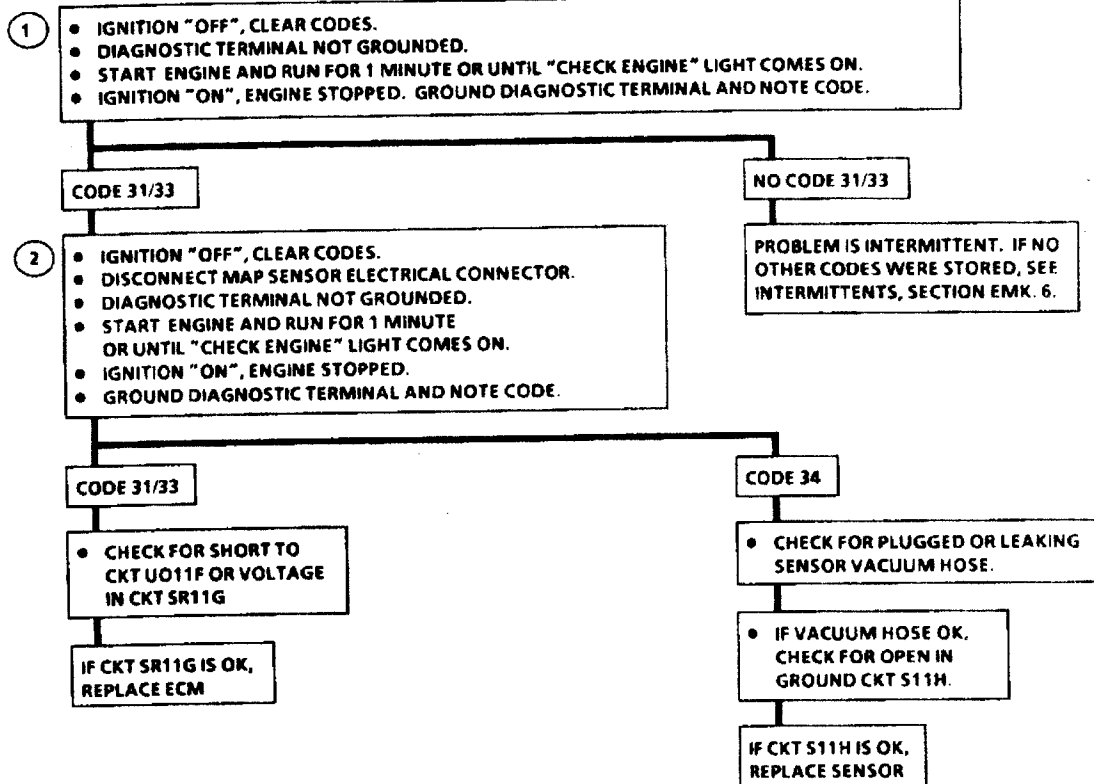 1
• IGNITION "OFF", CLEAR CODES.
• DIAGNOSTIC TERMINAL NOT GROUNDED.
• START ENGINE AND RUN FOR 1 MINUTE OR UNTIL "CHECK ENGINE" LIGHT COMES ON.
• IGNITION "ON", ENGINE STOPPED. GROUND DIAGNOSTIC TERMINAL AND NOTE CODE.
CODE 31/33
NO CODE 31/33
PROBLEM IS INTERMITTENT. IF NO
OTHER CODES WERE STORED, SEE
INTERMITTENTS, SECTION EMK. 6.
2
• IGNITION "OFF", CLEAR CODES.
• DISCONNECT MAP SENSOR ELECTRICAL CONNECTOR.
• DIAGNOSTIC TERMINAL NOT GROUNDED.
• START ENGINE AND RUN FOR 1 MINUTE
OR UNTIL "CHECK ENGINE" LIGHT COMES ON.
• IGNITION "ON", ENGINE STOPPED.
• GROUND DIAGNOSTIC TERMINAL AND NOTE CODE.
CODE 31/33
• CHECK FOR SHORT TO
CKT UO11F OR VOLTAGE
IN CKT SR11G
IF CKT SR11G IS OK,
REPLACE ECM
CODE 34
• CHECK FOR PLUGGED OR LEAKING
SENSOR VACUUM HOSE.
• IF VACUUM HOSE OK,
CHECK FOR OPEN IN
GROUND CKT S11H.
IF CKT S11H IS OK,
REPLACE SENSOR